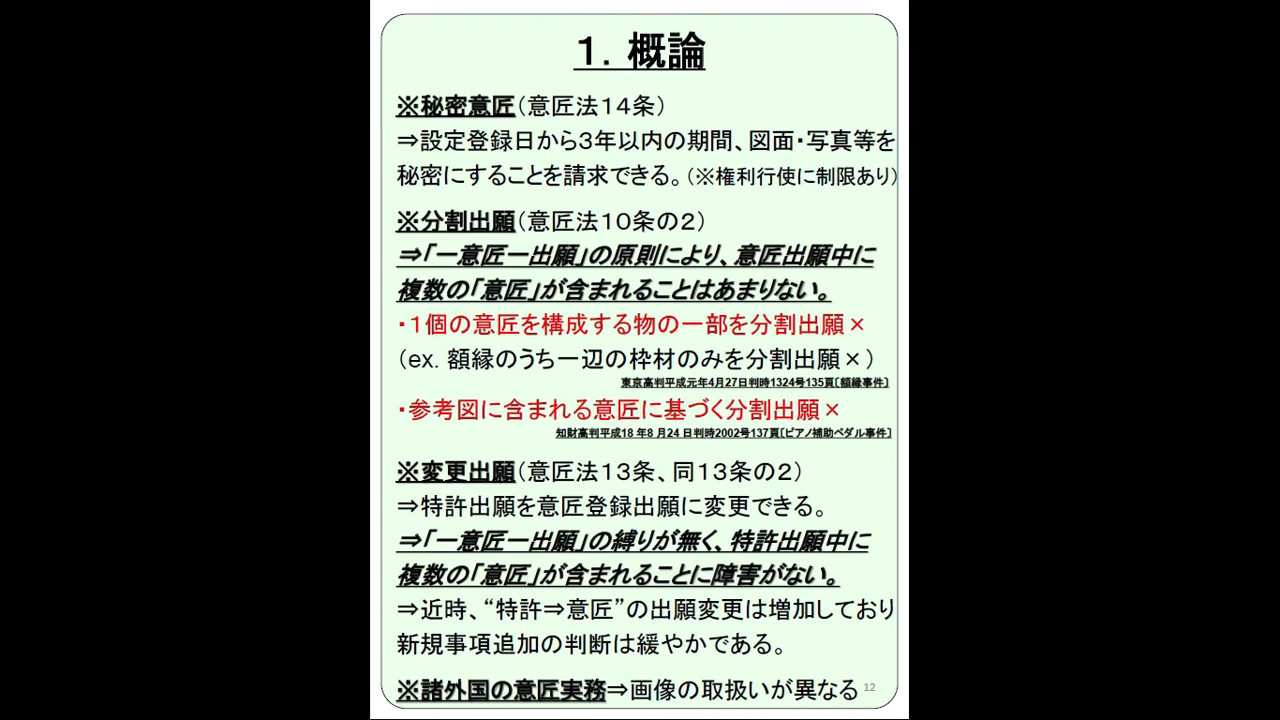 １．概論
※秘密意匠（意匠法１４条）
⇒設定登録日から３年以内の期間、図面・写真等を
秘密にすることを請求できる。（※権利行使に制限あり）
※分割出願（意匠法１０条の２）
⇒「一意匠一出願」の原則により、意匠出願中に
複数の「意匠」が含まれることはあまりない。
・１個の意匠を構成する物の一部を分割出願×
（ex. 額縁のうち一辺の枠材のみを分割出願×）
東京高判平成元年4月27日判時1324号135頁〔額縁事件〕
・参考図に含まれる意匠に基づく分割出願×
知財高判平成18 年8 月24 日判時2002号137頁〔ピアノ補助ペダル事件〕
※変更出願（意匠法１３条、同１３条の２）
⇒特許出願を意匠登録出願に変更できる。
⇒「一意匠一出願」の縛りが無く、特許出願中に
複数の「意匠」が含まれることに障害がない。
⇒近時、“特許⇒意匠”の出願変更は増加しており
新規事項追加の判断は緩やかである。
※諸外国の意匠実務⇒画像の取扱いが異なる
12